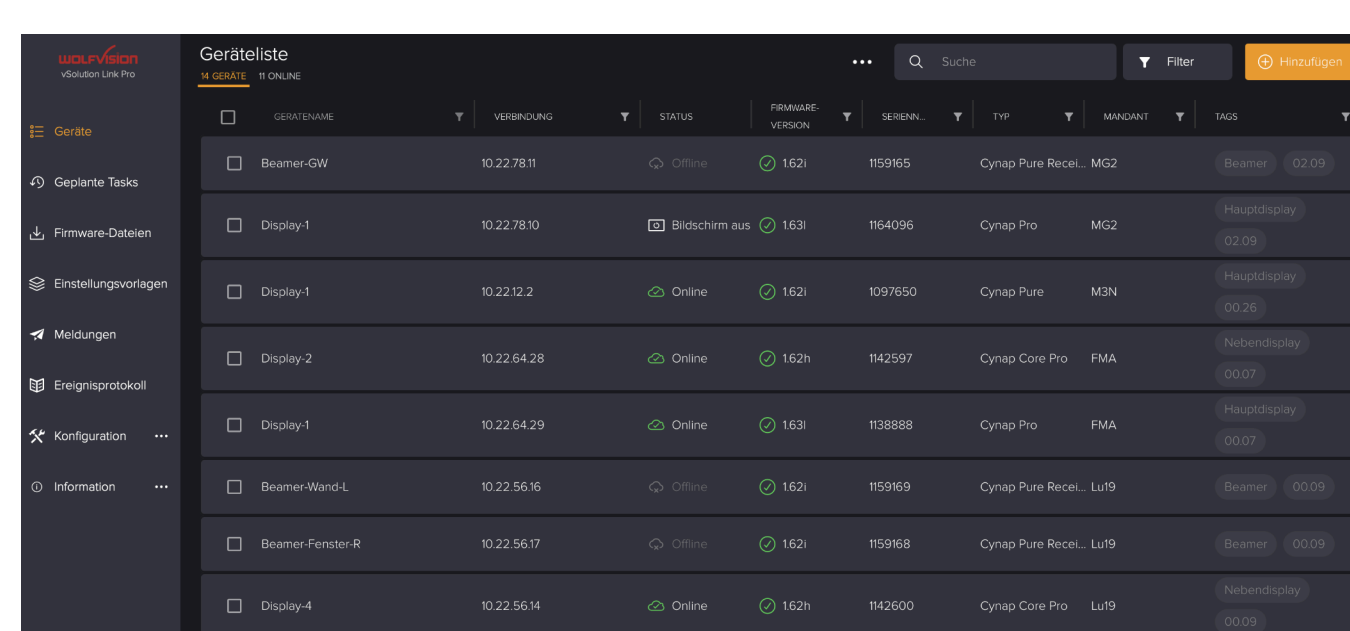 WOLFVISION
vSolution Link Pro
Geräte
Geplante Tasks
Firmware-Dateien
Einstellungsvorlagen
Meldungen
Ereignisprotokoll
Konfiguration
Information
Geräteliste
14 GERÄTE 11 ONLINE
Suche
Filter
Hinzufügen
GERÄTENAME VERBINDUNG STATUS FIRMWARE-VERSION SERIENN... TYP MANDANT TAGS
Beamer-GW 10.22.78.11 Offline 1.62i 1159165 Cynap Pure Recei... MG2 Beamer 02.09
Display-1 10.22.78.10 Bildschirm aus 1.63l 1164096 Cynap Pro MG2 Hauptdisplay 02.09
Display-1 10.22.12.2 Online 1.62i 1097650 Cynap Pure M3N Hauptdisplay 00.26
Display-2 10.22.64.28 Online 1.62h 1142597 Cynap Core Pro FMA Nebendisplay 00.07
Display-1 10.22.64.29 Online 1.63l 1138888 Cynap Pro FMA Hauptdisplay 00.07
Beamer-Wand-L 10.22.56.16 Offline 1.62i 1159169 Cynap Pure Recei... Lu19 Beamer 00.09
Beamer-Fenster-R 10.22.56.17 Offline 1.62i 1159168 Cynap Pure Recei... Lu19 Beamer 00.09
Display-4 10.22.56.14 Online 1.62h 1142600 Cynap Core Pro Lu19 Nebendisplay 00.09